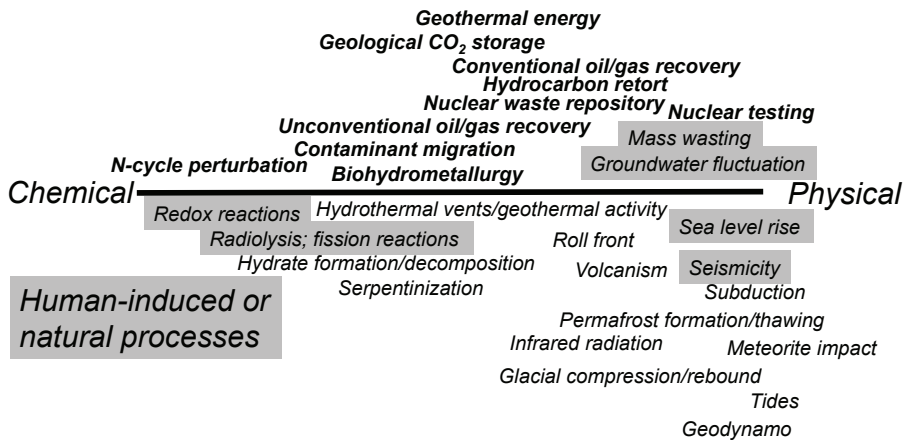 Geothermal energy
Geological CO₂ storage
Conventional oil/gas recovery
Hydrocarbon retort
Nuclear waste repository
Nuclear testing
Unconventional oil/gas recovery
Mass wasting
Contaminant migration
Groundwater fluctuation
N-cycle perturbation
Biohydrometallurgy
Chemical
Physical
Redox reactions
Hydrothermal vents/geothermal activity
Sea level rise
Radiolysis; fission reactions
Roll front
Hydrate formation/decomposition
Volcanism
Seismicity
Serpentinization
Subduction
Human-induced or
natural processes
Permafrost formation/thawing
Infrared radiation
Meteorite impact
Glacial compression/rebound
Tides
Geodynamo